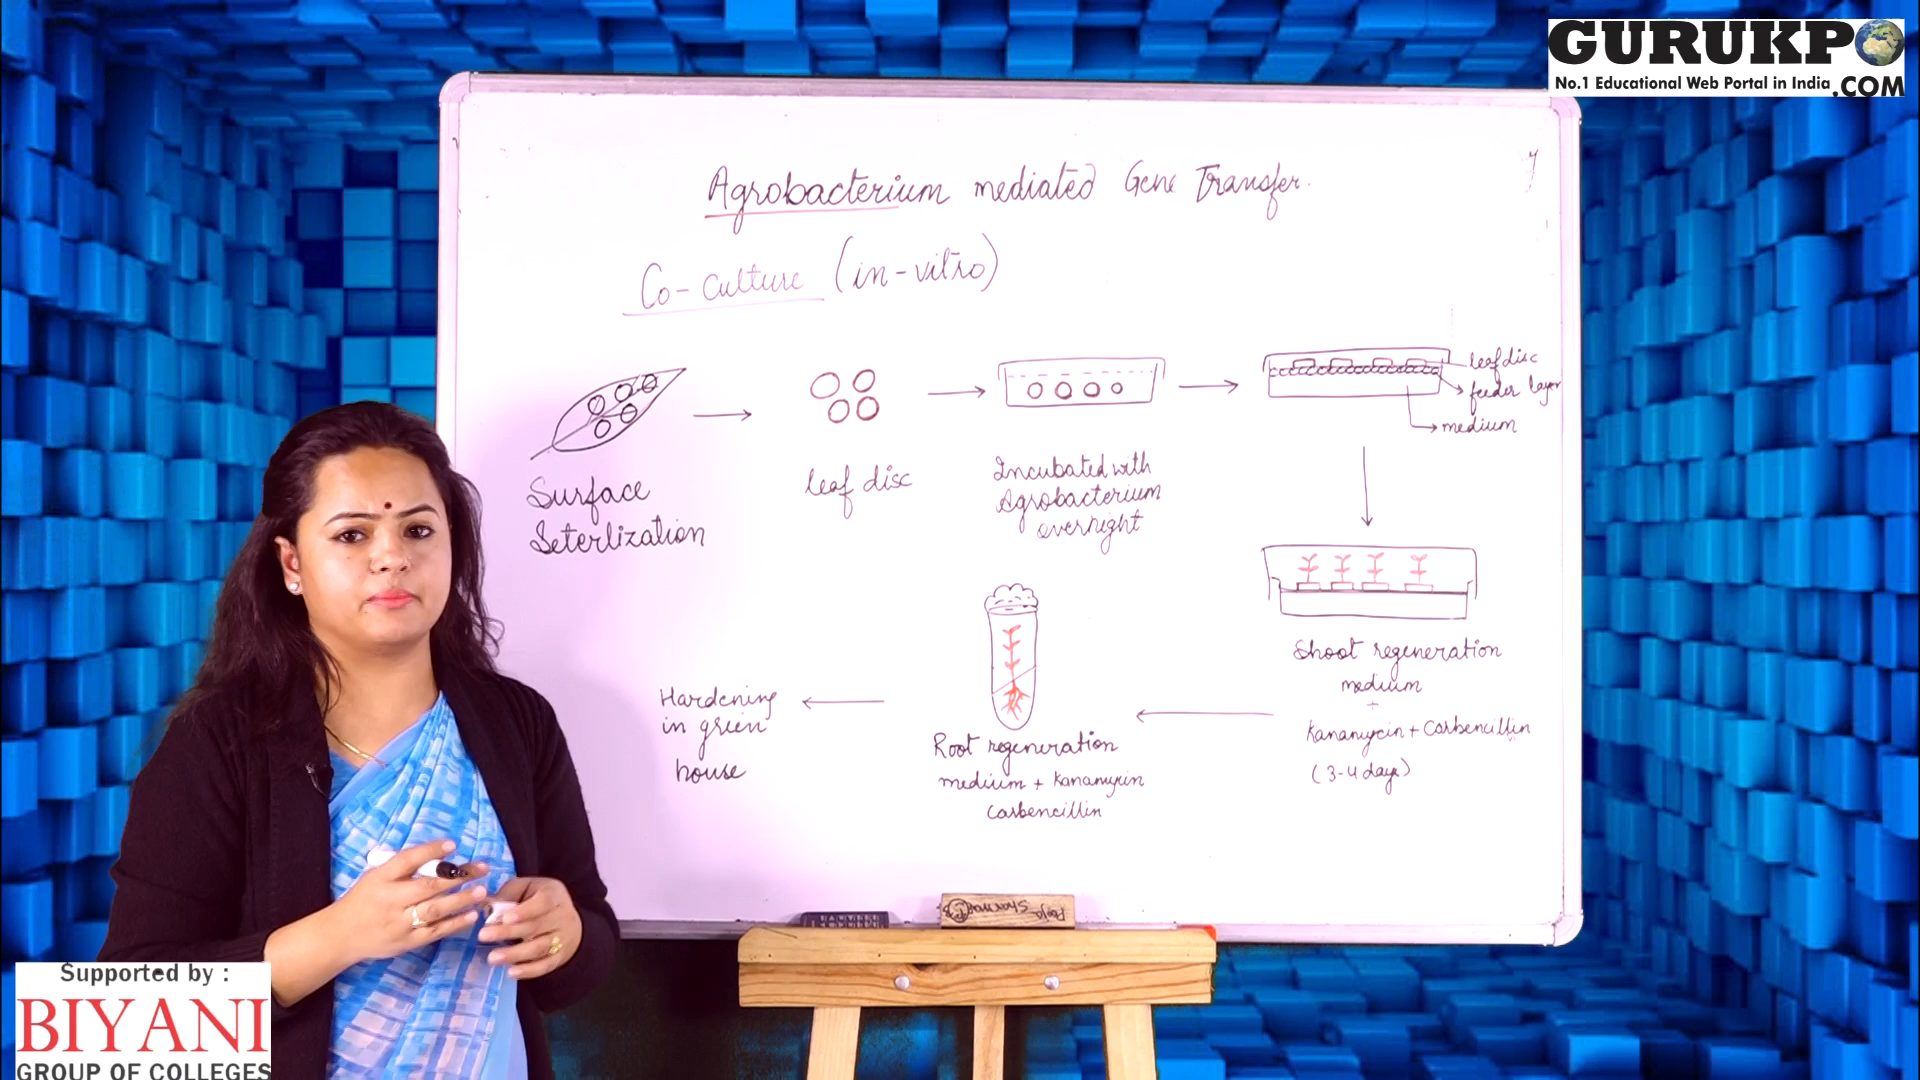 GURUKPO
No.1 Educational Web Portal in India .COM
Agrobacterium mediated Gene Transfer.
Co-culture (in-vitro)
leaf disc
feeder layer
medium
Surface
Seterlization
leaf disc
Incubated with
Agrobacterium
overnight
Shoot regeneration
medium
+
Kanamycin + Carbencillin
(3-4 days)
Root regeneration
medium + Kanamycin
Carbencillin
Hardening
in green
house
Supported by :
BIYANI
GROUP OF COLLEGES